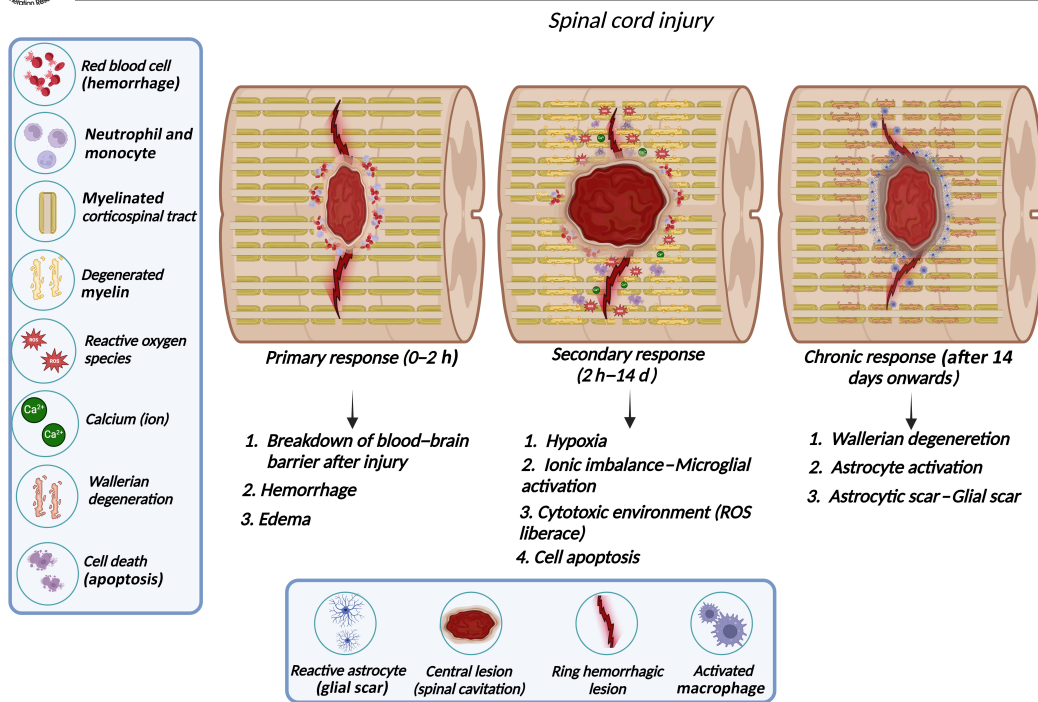 Spinal cord injury
Red blood cell
(hemorrhage)
Neutrophil and
monocyte
Myelinated
corticospinal tract
Degenerated
myelin
ROS
ROS
Reactive oxygen
species
Ca2+
Ca2+
Calcium (ion)
Wallerian
degeneration
Cell death
(apoptosis)
Primary response (0–2 h)
1. Breakdown of blood–brain
barrier after injury
2. Hemorrhage
3. Edema
Secondary response
(2 h–14 d)
1. Hypoxia
2. Ionic imbalance–Microglial
activation
3. Cytotoxic environment (ROS
liberace)
4. Cell apoptosis
Chronic response (after 14
days onwards)
1. Wallerian degeneretion
2. Astrocyte activation
3. Astrocytic scar–Glial scar
Reactive astrocyte
(glial scar)
Central lesion
(spinal cavitation)
Ring hemorrhagic
lesion
Activated
macrophage